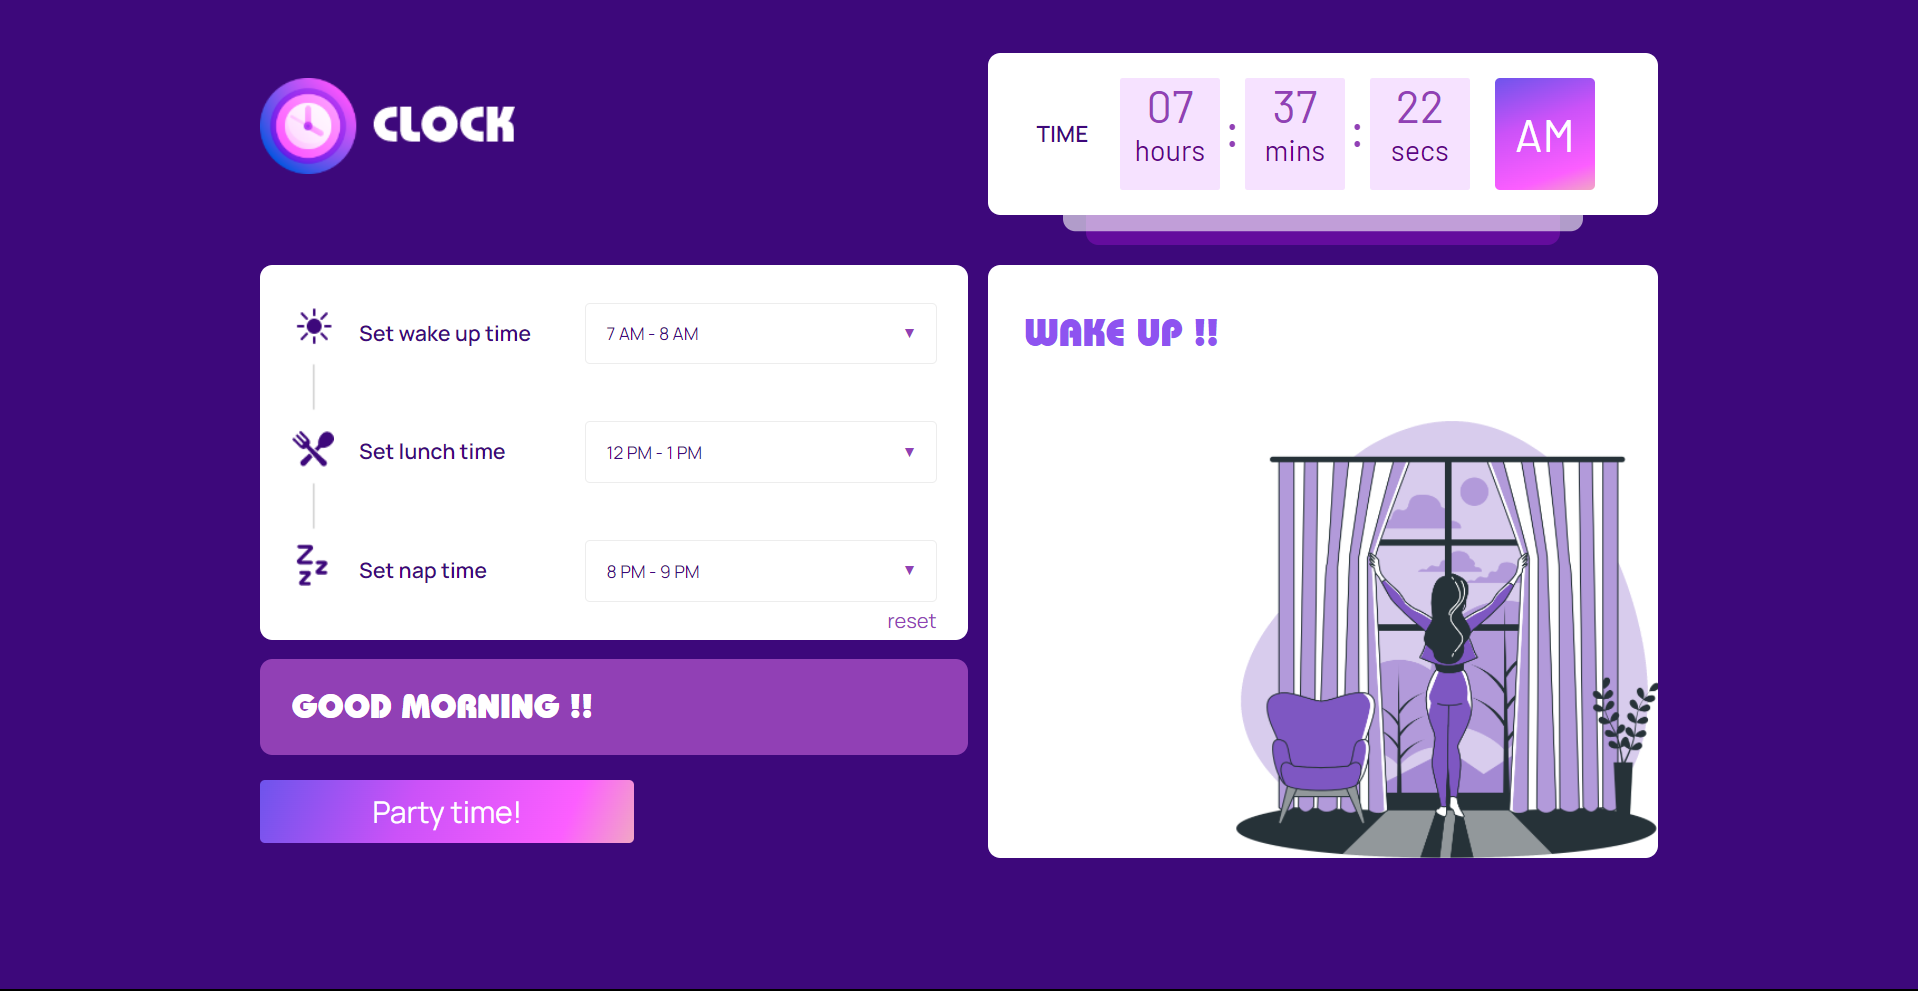 CLOCK
TIME
07 : 37 : 22 AM
hours mins secs
Set wake up time
7 AM - 8 AM
Set lunch time
12 PM - 1 PM
Set nap time
8 PM - 9 PM
reset
GOOD MORNING !!
Party time!
WAKE UP !!